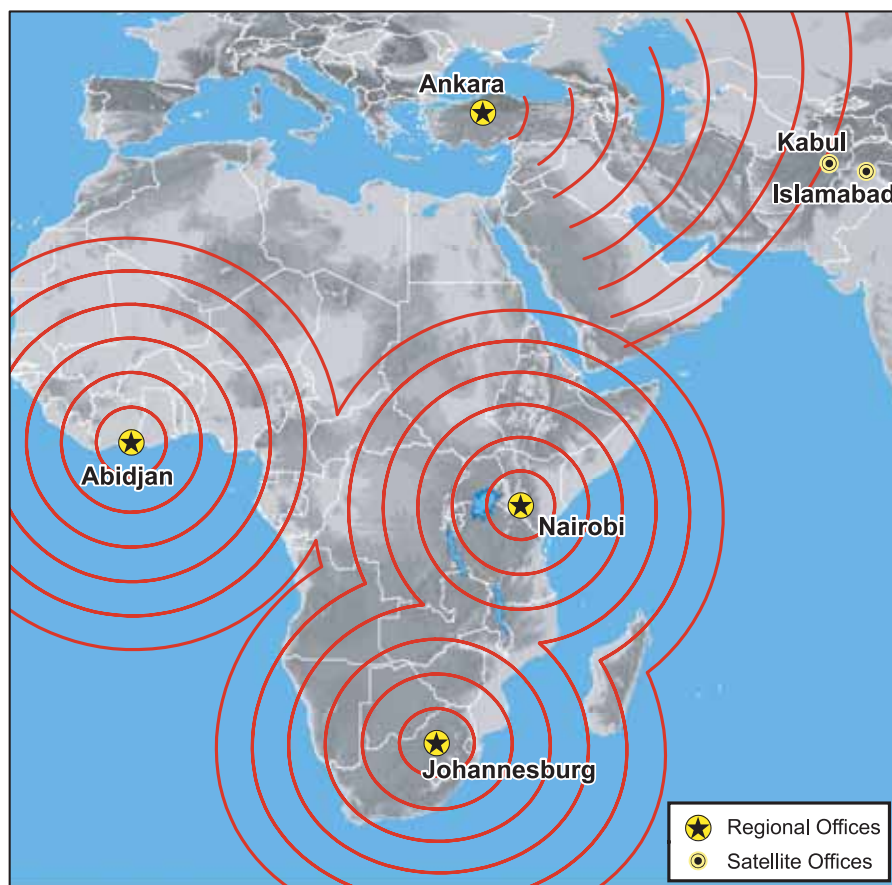 Ankara
Kabul
Islamabad
Abidjan
Nairobi
Johannesburg
Regional Offices
Satellite Offices